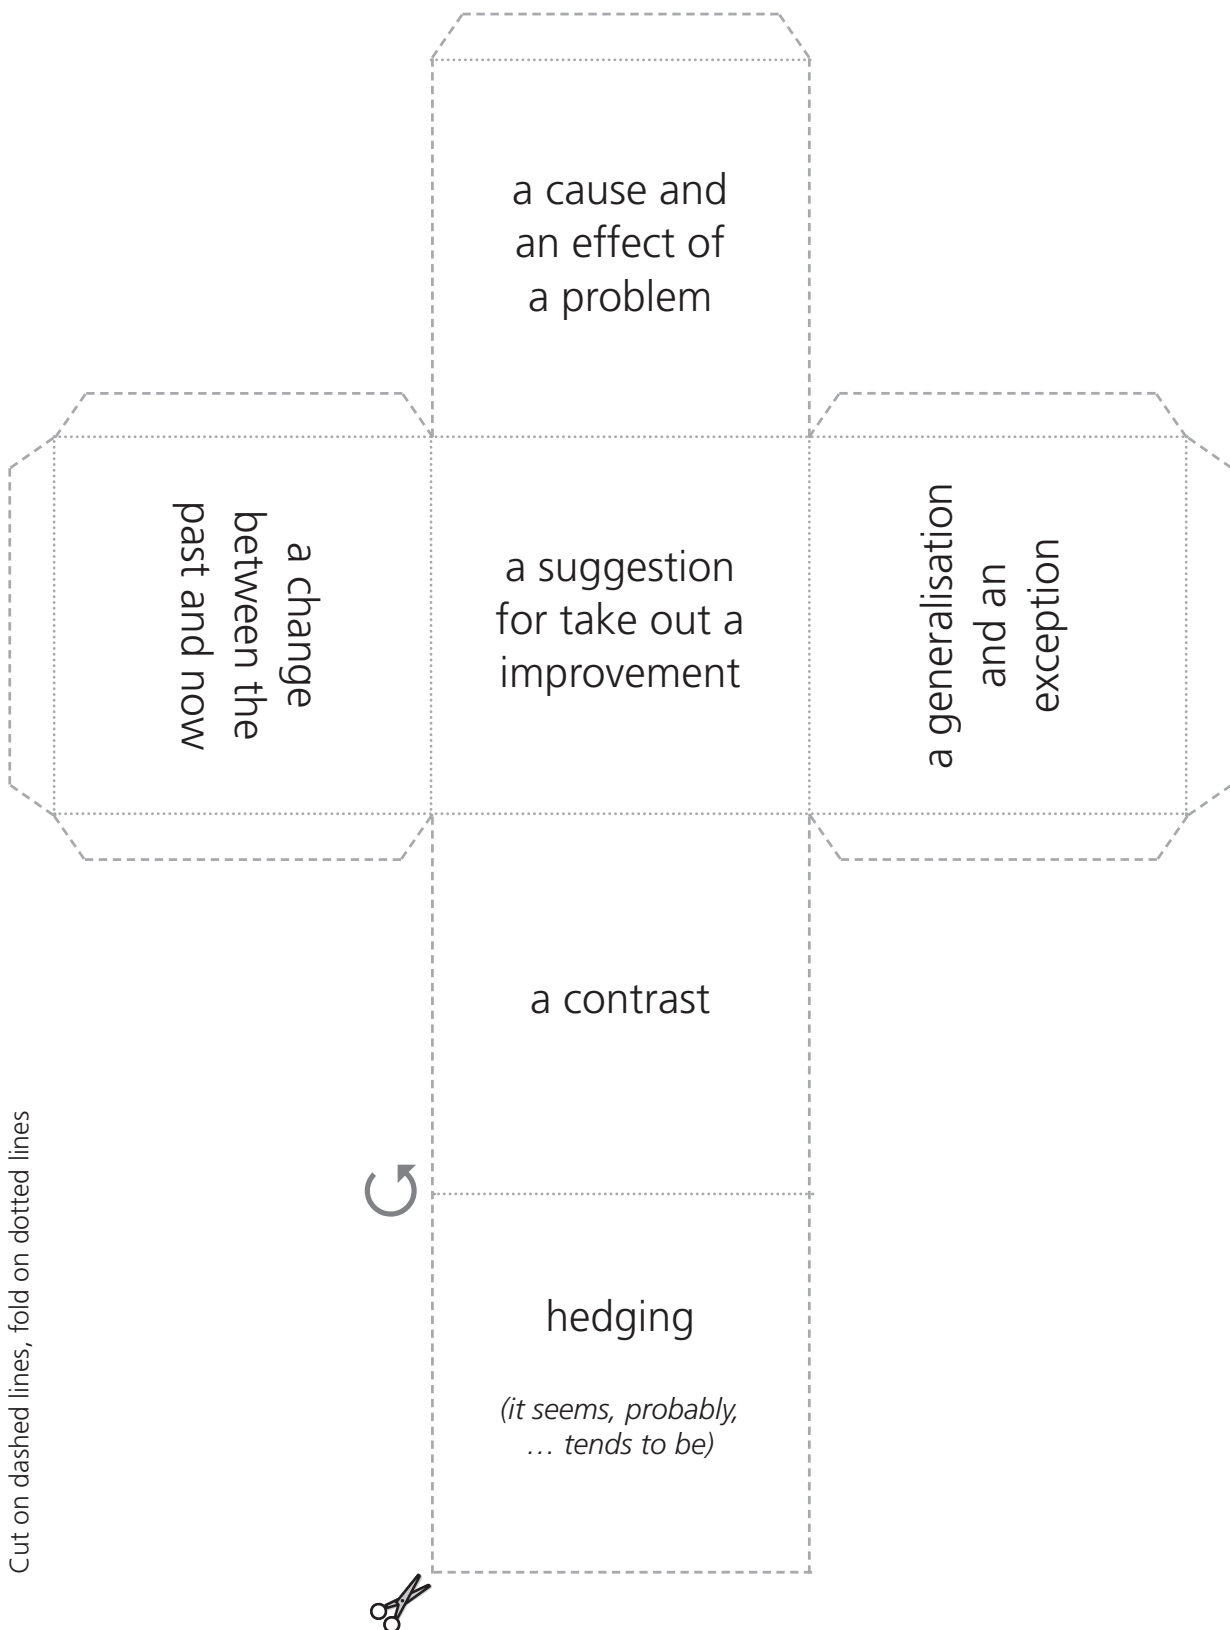 a cause and
an effect of
a problem
a change
between the
past and now
a suggestion
for take out a
improvement
a generalisation
and an
exception
a contrast
hedging
(it seems, probably,
… tends to be)
Cut on dashed lines, fold on dotted lines